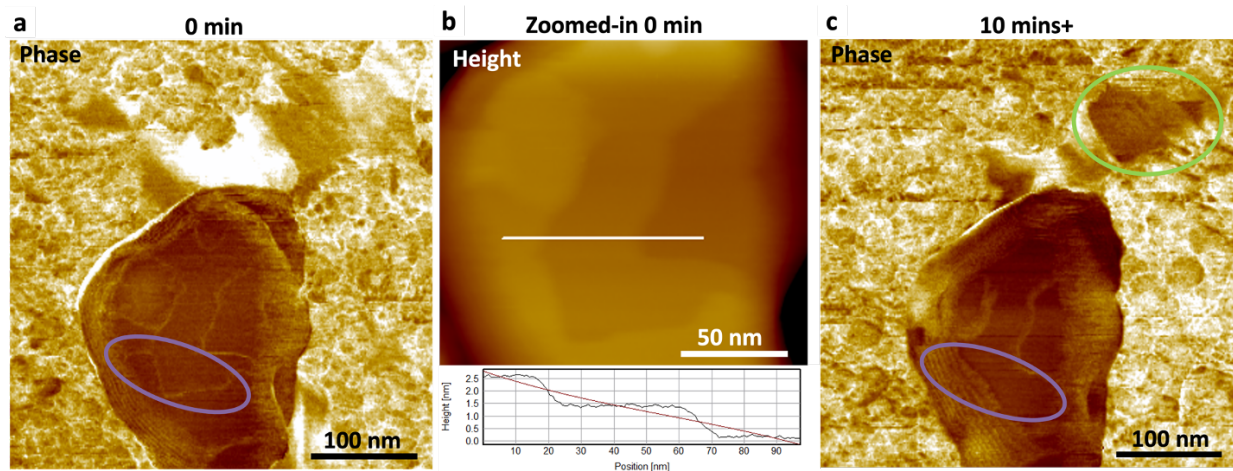 a
0 min
Phase
100 nm
b
Zoomed-in 0 min
Height
50 nm
Height [nm]
2.5
2.0
1.5
1.0
0.5
0.0
10 20 30 40 50 60 70 80 90
Position [nm]
c
10 mins+
Phase
100 nm